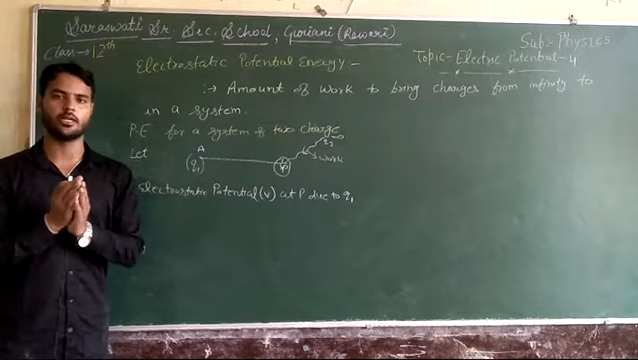 Saraswati Sr. Sec. School, Guriani (Rewari)
Class-12th
Sub:- Physics
Topic- Electric Potential-4
Electrostatic Potential Energy -
:→ Amount of work to bring charges from infinity to
in a system.
P.E for a system of two charge
Let
A
q1
P
q2
∞
work
Electrostatic Potential (V) at P due to q1